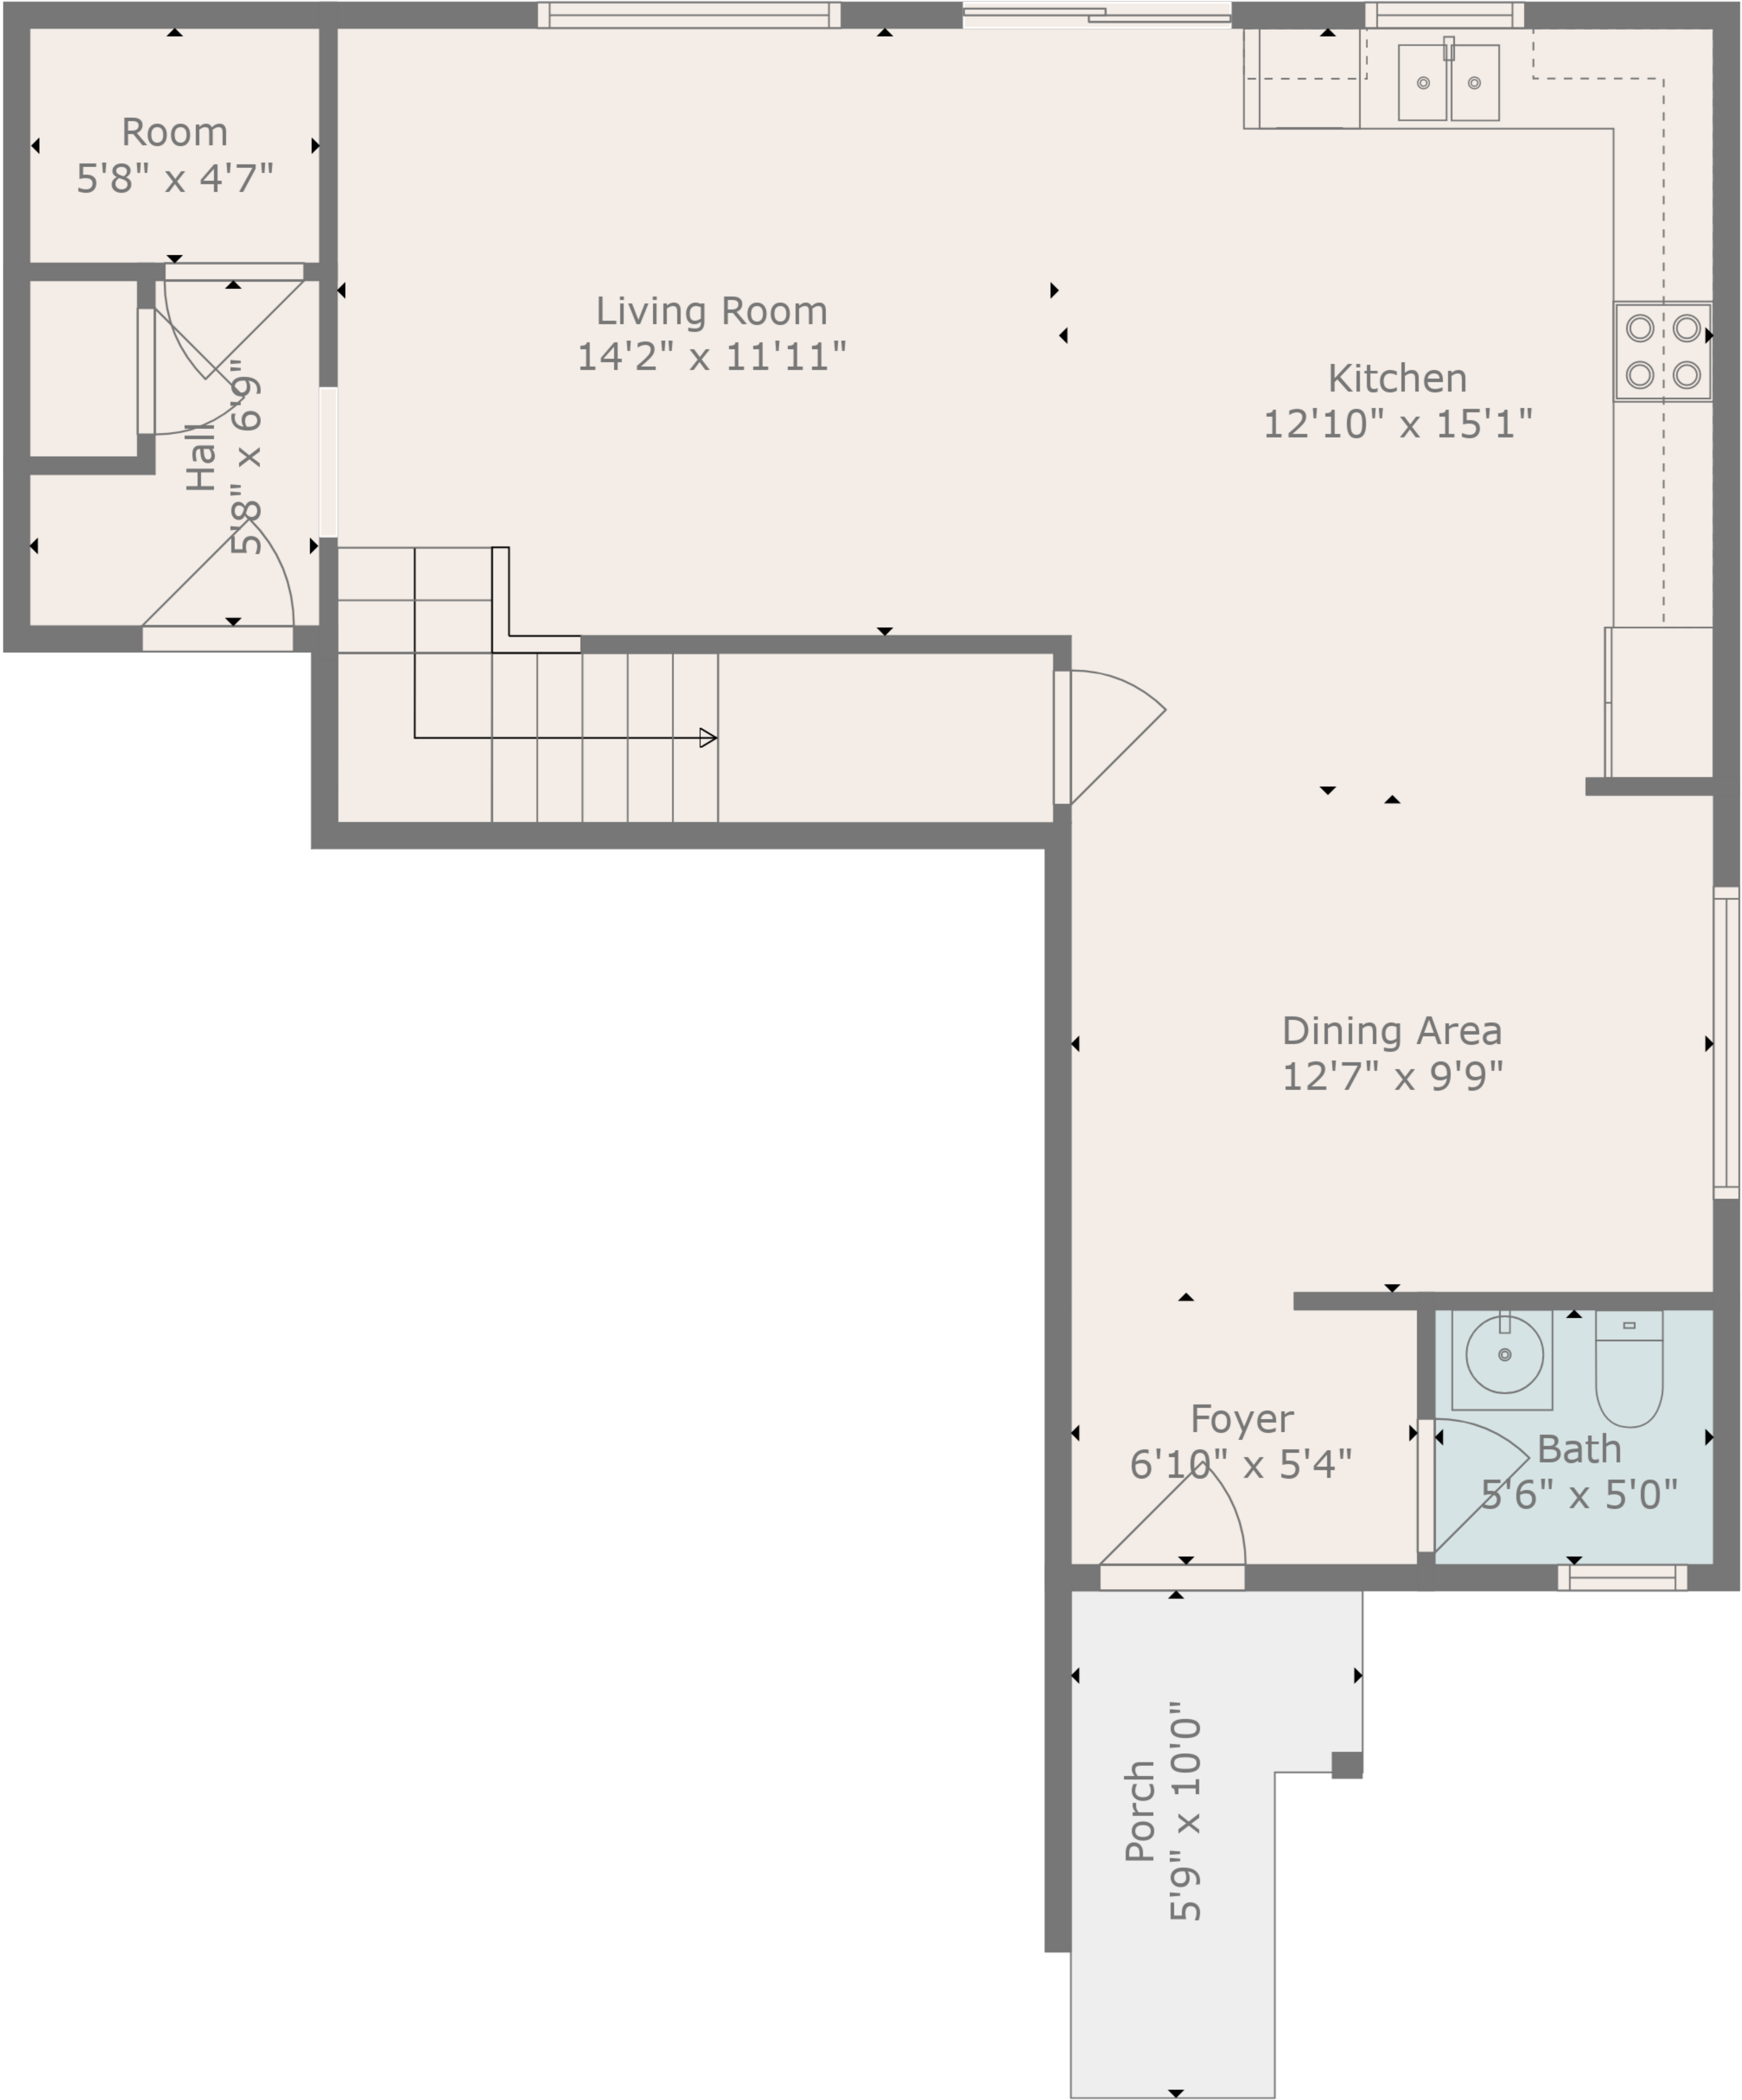 Room
5'8" x 4'7"
Living Room
14'2" x 11'11"
Kitchen
12'10" x 15'1"
Hall
5'8" x 6'9"
Dining Area
12'7" x 9'9"
Foyer
6'10" x 5'4"
Bath
5'6" x 5'0"
Porch
5'9" x 10'0"